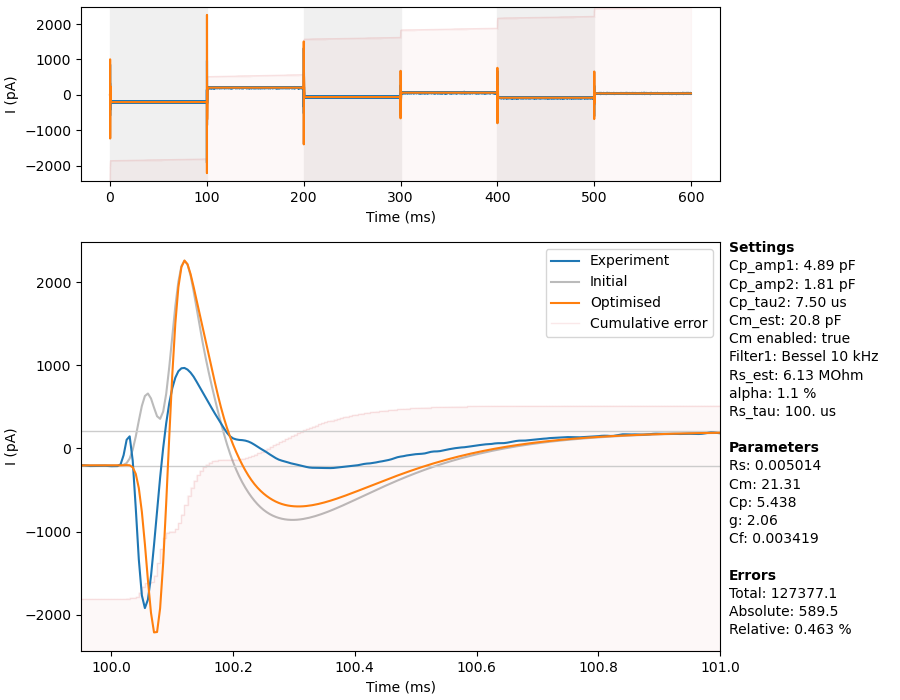 2000
1000
0
−1000
−2000
I (pA)
0
100
200
300
400
500
600
Time (ms)
2000
1000
0
−1000
−2000
I (pA)
100.0
100.2
100.4
100.6
100.8
101.0
Time (ms)
Experiment
Initial
Optimised
Cumulative error
Settings
Cp_amp1: 4.89 pF
Cp_amp2: 1.81 pF
Cp_tau2: 7.50 us
Cm_est: 20.8 pF
Cm enabled: true
Filter1: Bessel 10 kHz
Rs_est: 6.13 MOhm
alpha: 1.1 %
Rs_tau: 100. us
Parameters
Rs: 0.005014
Cm: 21.31
Cp: 5.438
g: 2.06
Cf: 0.003419
Errors
Total: 127377.1
Absolute: 589.5
Relative: 0.463 %